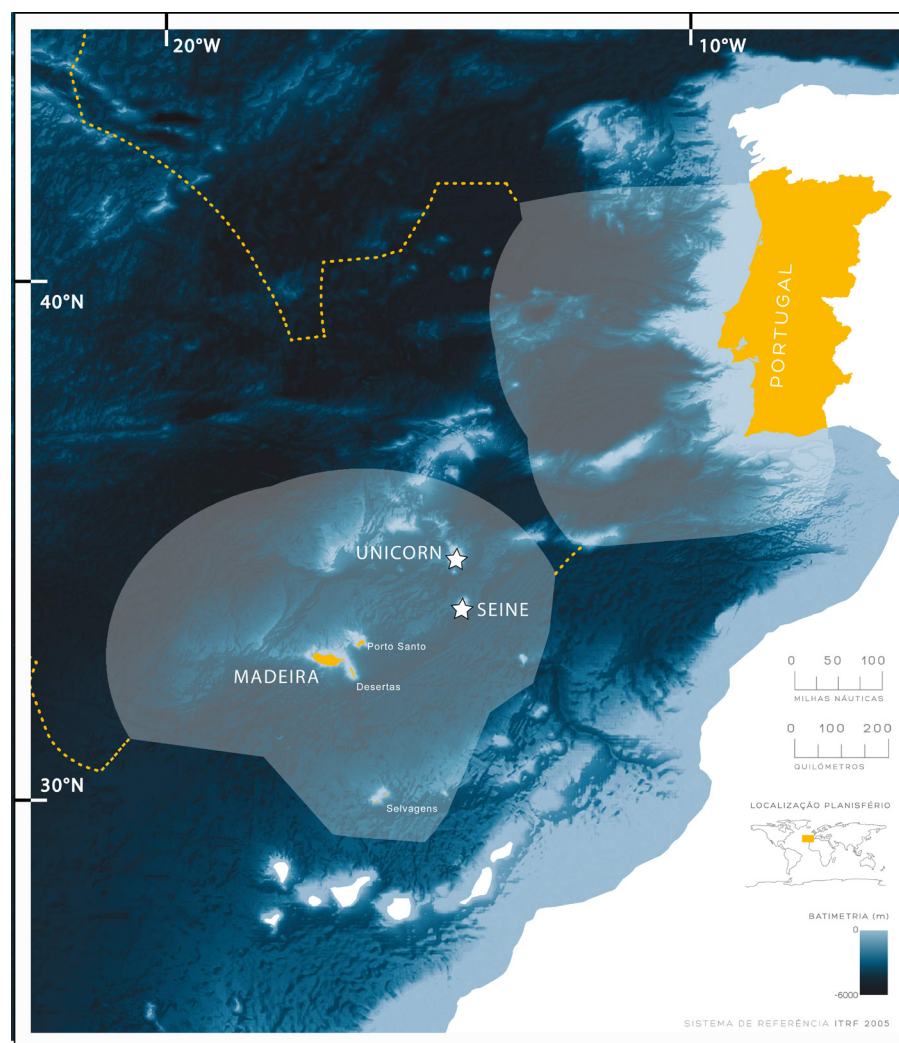 20°W
10°W
40°N
PORTUGAL
UNICORN
SEINE
Porto Santo
MADEIRA
Desertas
0 50 100
MILHAS NÁUTICAS
0 100 200
QUILÓMETROS
30°N
Selvagens
LOCALIZAÇÃO PLANISFÉRIO
BATIMETRIA (m)
0
-6000
SISTEMA DE REFERÊNCIA ITRF 2005